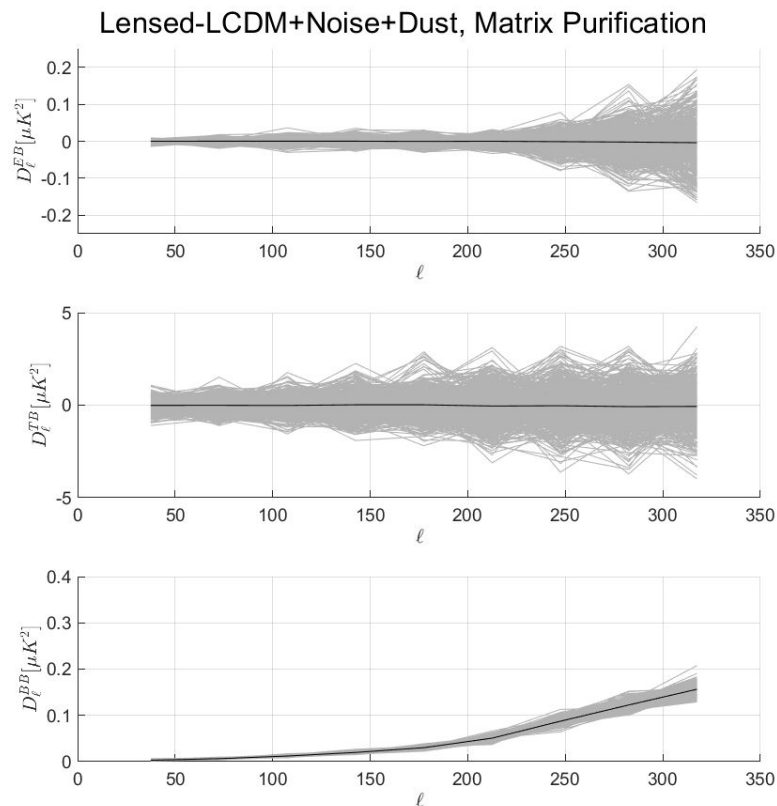 Lensed-LCDM+Noise+Dust, Matrix Purification
D_ℓ^{EB}[μK²]
0.2
0.1
0
-0.1
-0.2
0 50 100 150 200 250 300 350
ℓ
D_ℓ^{TB}[μK²]
5
0
-5
0 50 100 150 200 250 300 350
ℓ
D_ℓ^{BB}[μK²]
0.4
0.3
0.2
0.1
0
0 50 100 150 200 250 300 350
ℓ